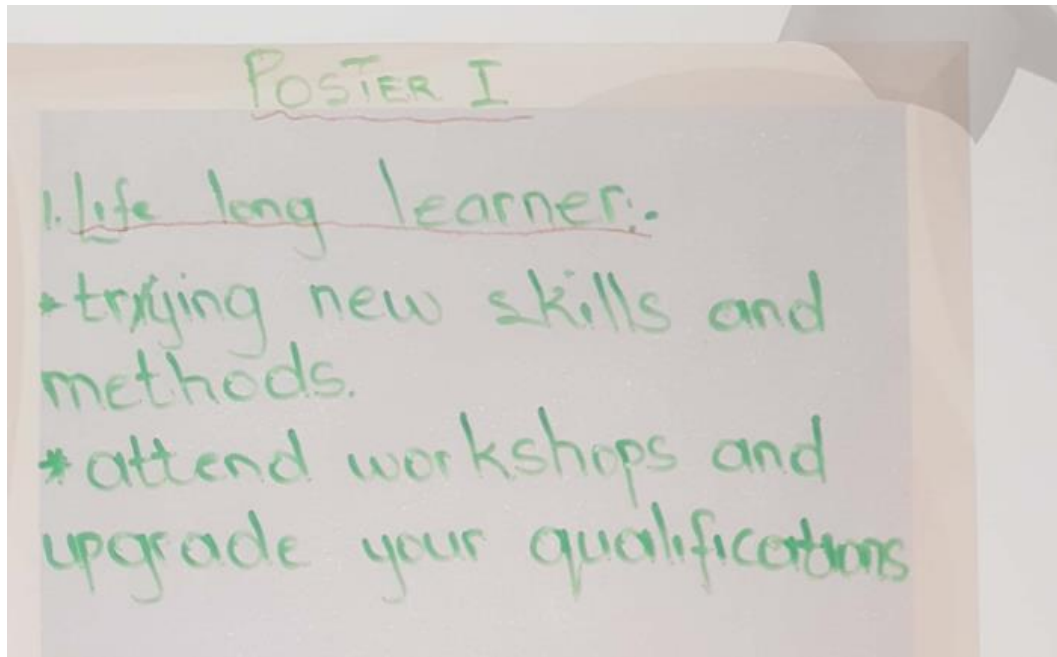 POSTER I
1. Life long learner:-
* trying new skills and
methods.
* attend workshops and
upgrade your qualifications